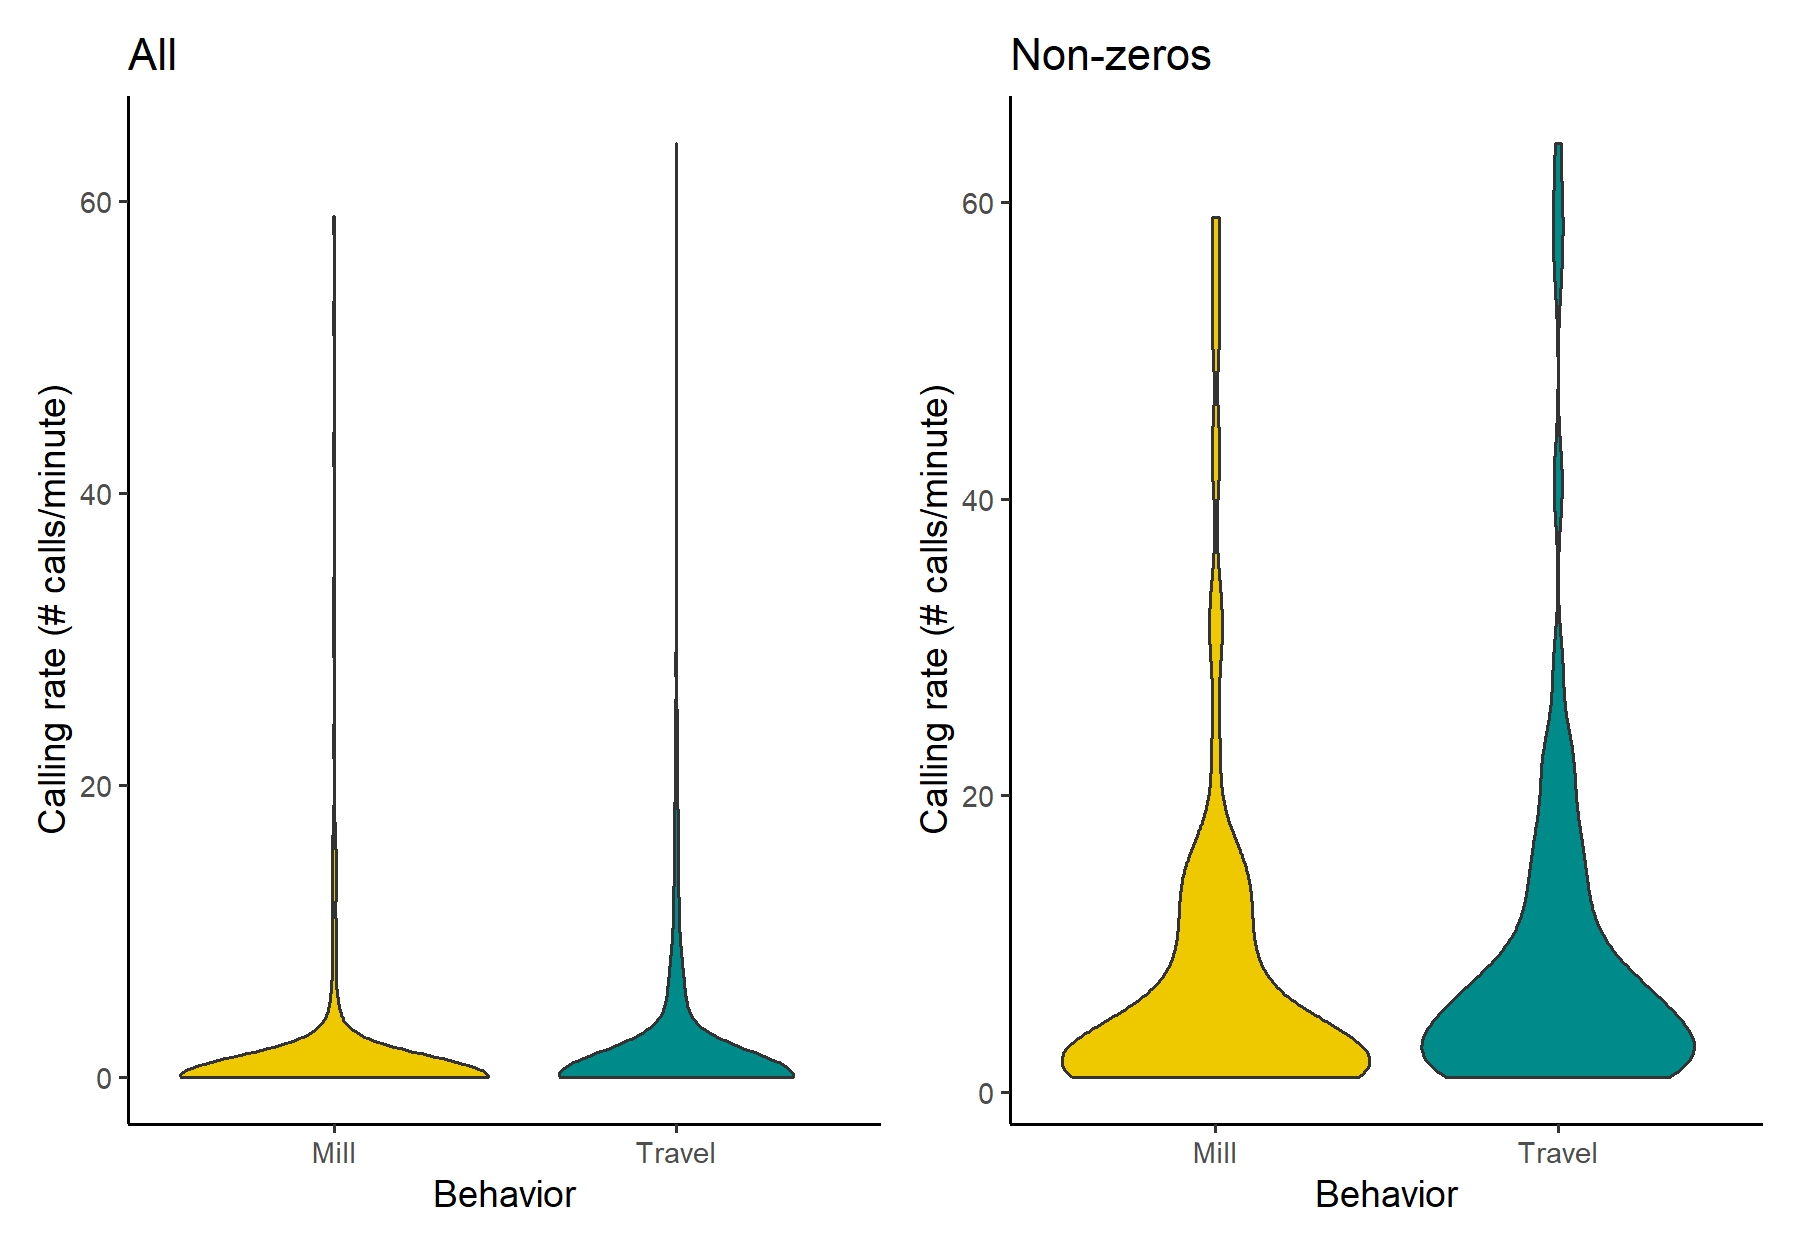 All
Calling rate (# calls/minute)
60
40
20
0
Mill
Travel
Behavior
Non-zeros
Calling rate (# calls/minute)
60
40
20
0
Mill
Travel
Behavior